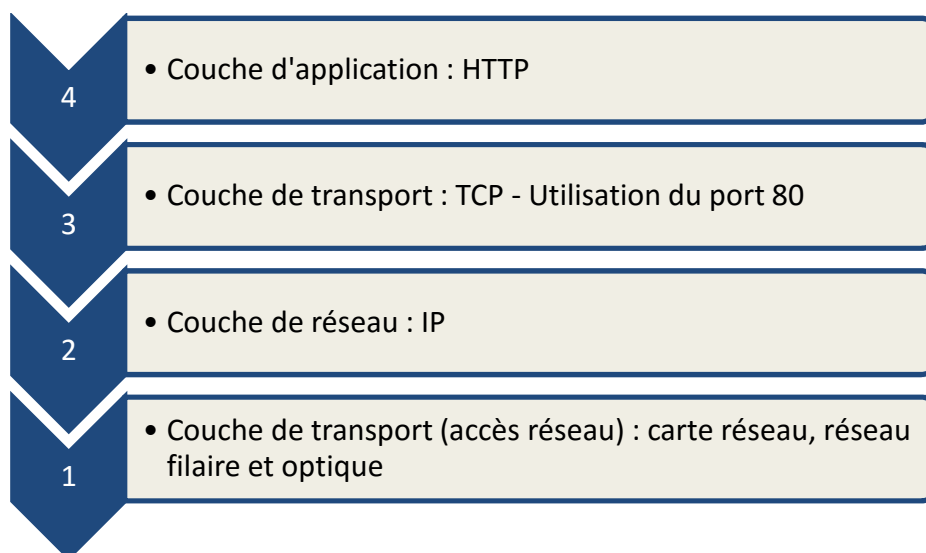 4
• Couche d'application : HTTP
3
• Couche de transport : TCP - Utilisation du port 80
2
• Couche de réseau : IP
1
• Couche de transport (accès réseau) : carte réseau, réseau
filaire et optique